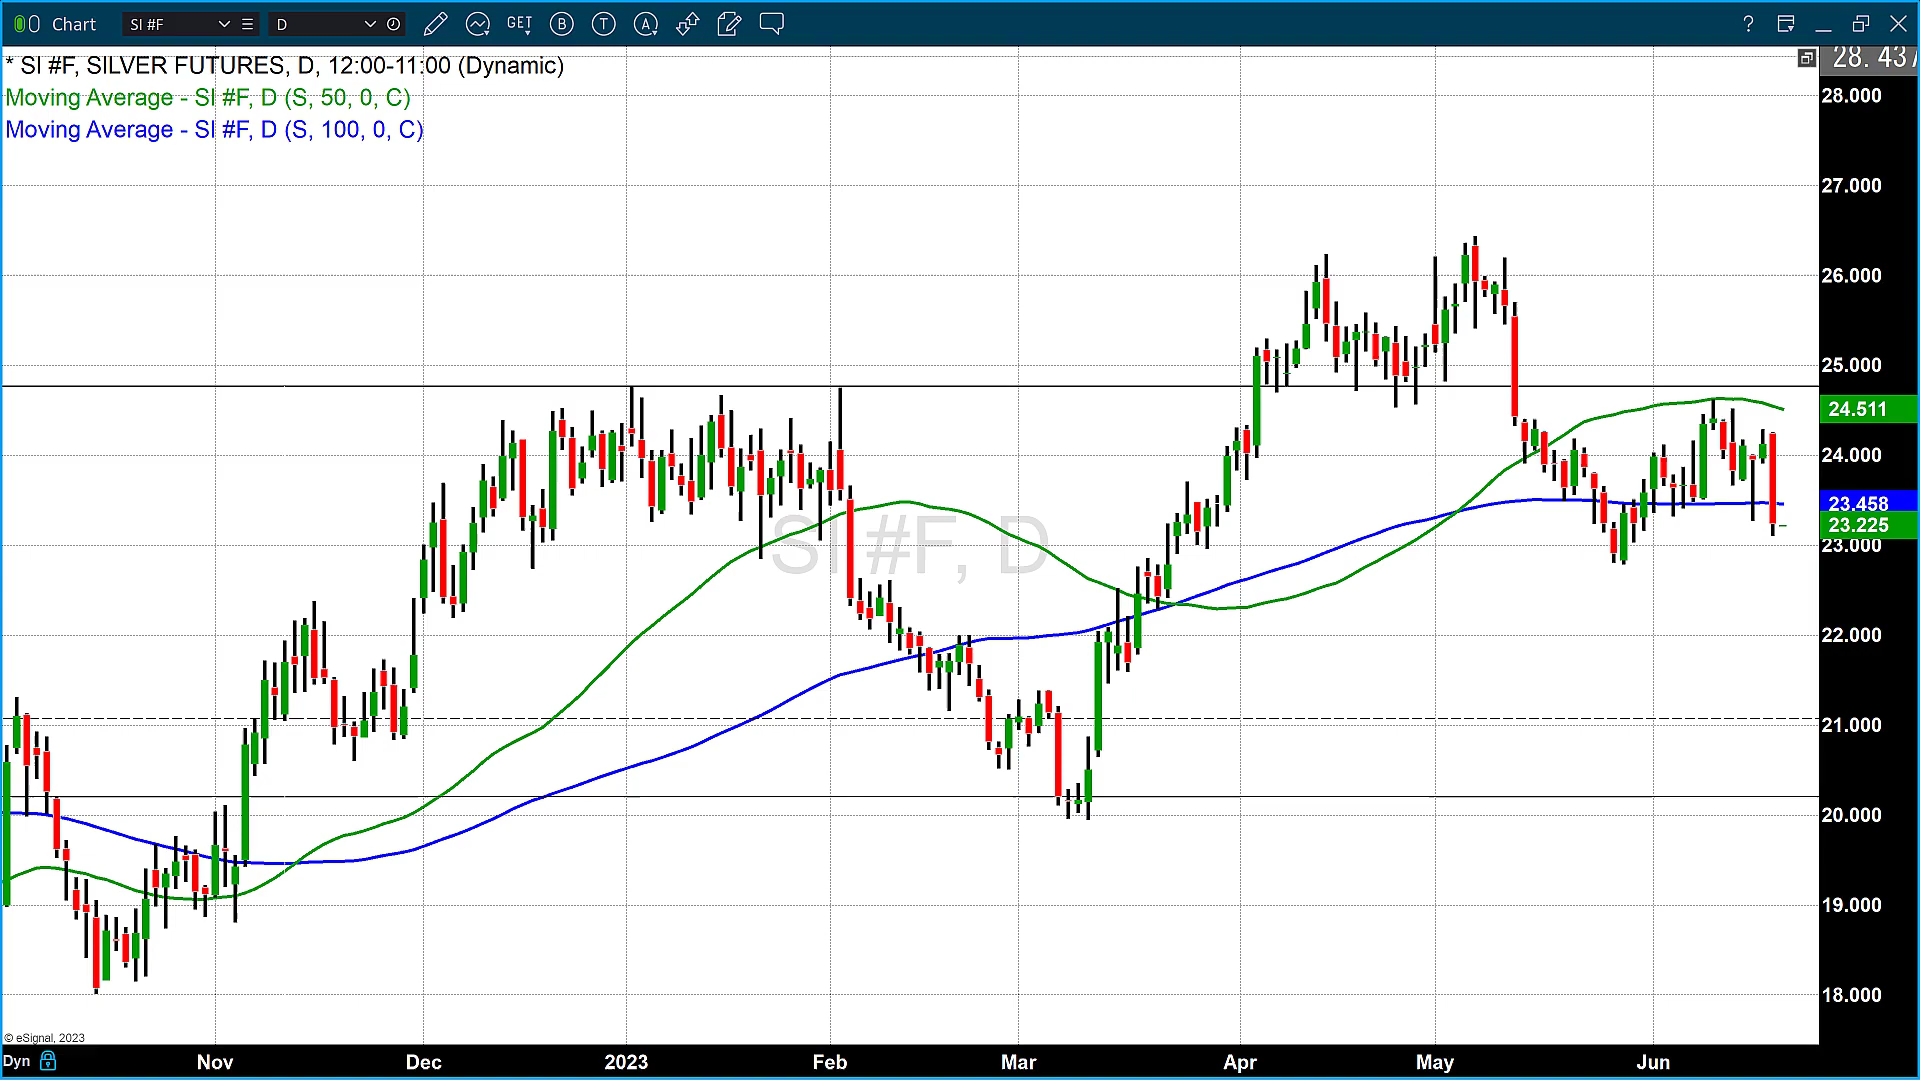 Chart SI #F D GET B T A ?
* SI #F, SILVER FUTURES, D, 12:00-11:00 (Dynamic)
Moving Average - SI #F, D (S, 50, 0, C)
Moving Average - SI #F, D (S, 100, 0, C)
28.437
28.000
27.000
26.000
25.000
24.511
24.000
23.458
23.225
23.000
22.000
21.000
20.000
19.000
18.000
SI #F, D
© eSignal, 2023
Dyn Nov Dec 2023 Feb Mar Apr May Jun